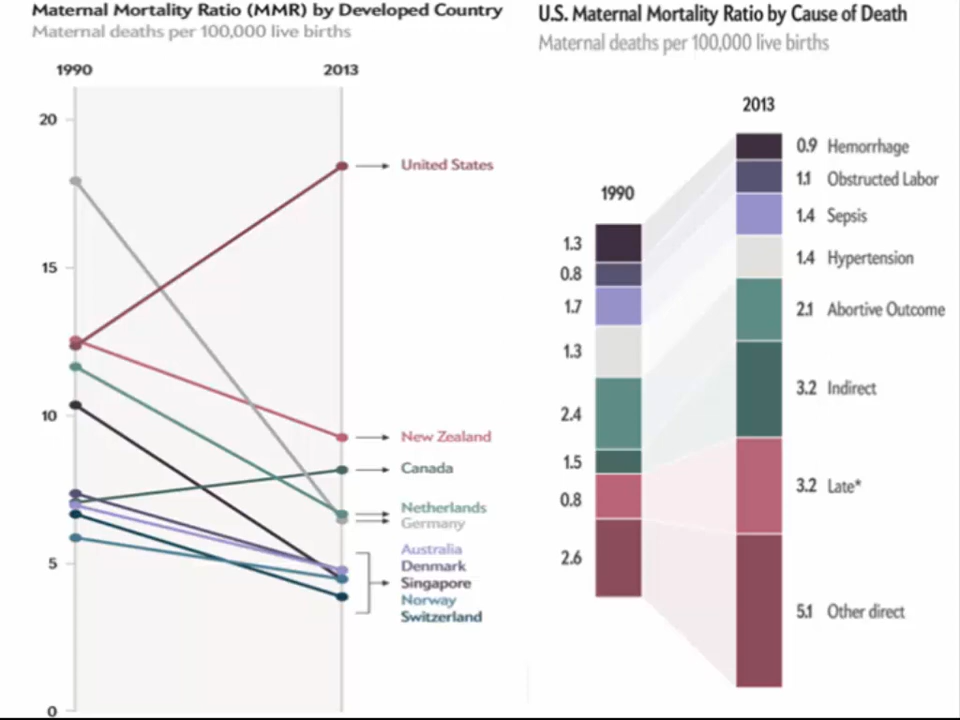 Maternal Mortality Ratio (MMR) by Developed Country
Maternal deaths per 100,000 live births
1990 2013
20
15
10
5
0
United States
New Zealand
Canada
Netherlands
Germany
Australia
Denmark
Singapore
Norway
Switzerland
U.S. Maternal Mortality Ratio by Cause of Death
Maternal deaths per 100,000 live births
1990
1.3
0.8
1.7
1.3
2.4
1.5
0.8
2.6
2013
0.9 Hemorrhage
1.1 Obstructed Labor
1.4 Sepsis
1.4 Hypertension
2.1 Abortive Outcome
3.2 Indirect
3.2 Late*
5.1 Other direct